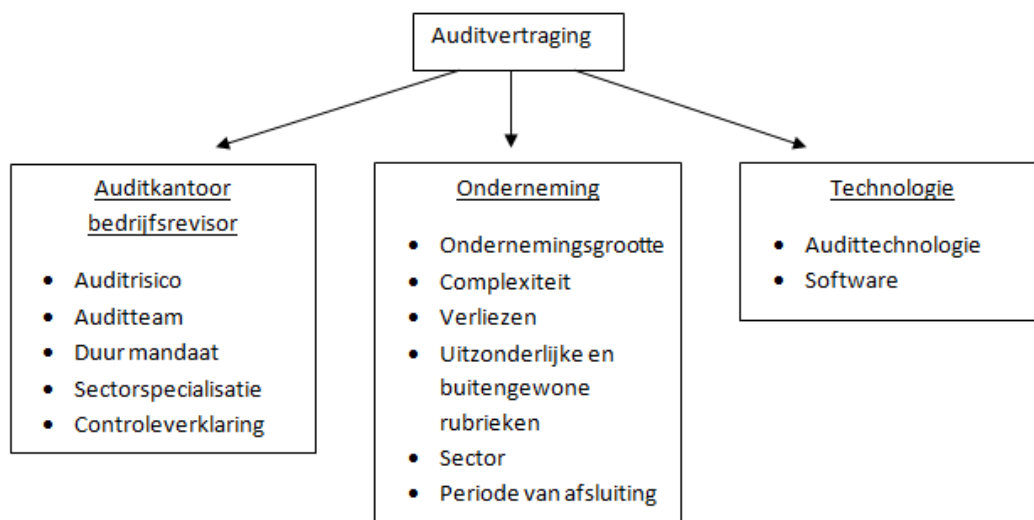 Auditvertraging
Auditkantoor
bedrijfsrevisor
• Auditrisico
• Auditteam
• Duur mandaat
• Sectorspecialisatie
• Controleverklaring
Onderneming
• Ondernemingsgrootte
• Complexiteit
• Verliezen
• Uitzonderlijke en
buitengewone
rubrieken
• Sector
• Periode van afsluiting
Technologie
• Audittechnologie
• Software